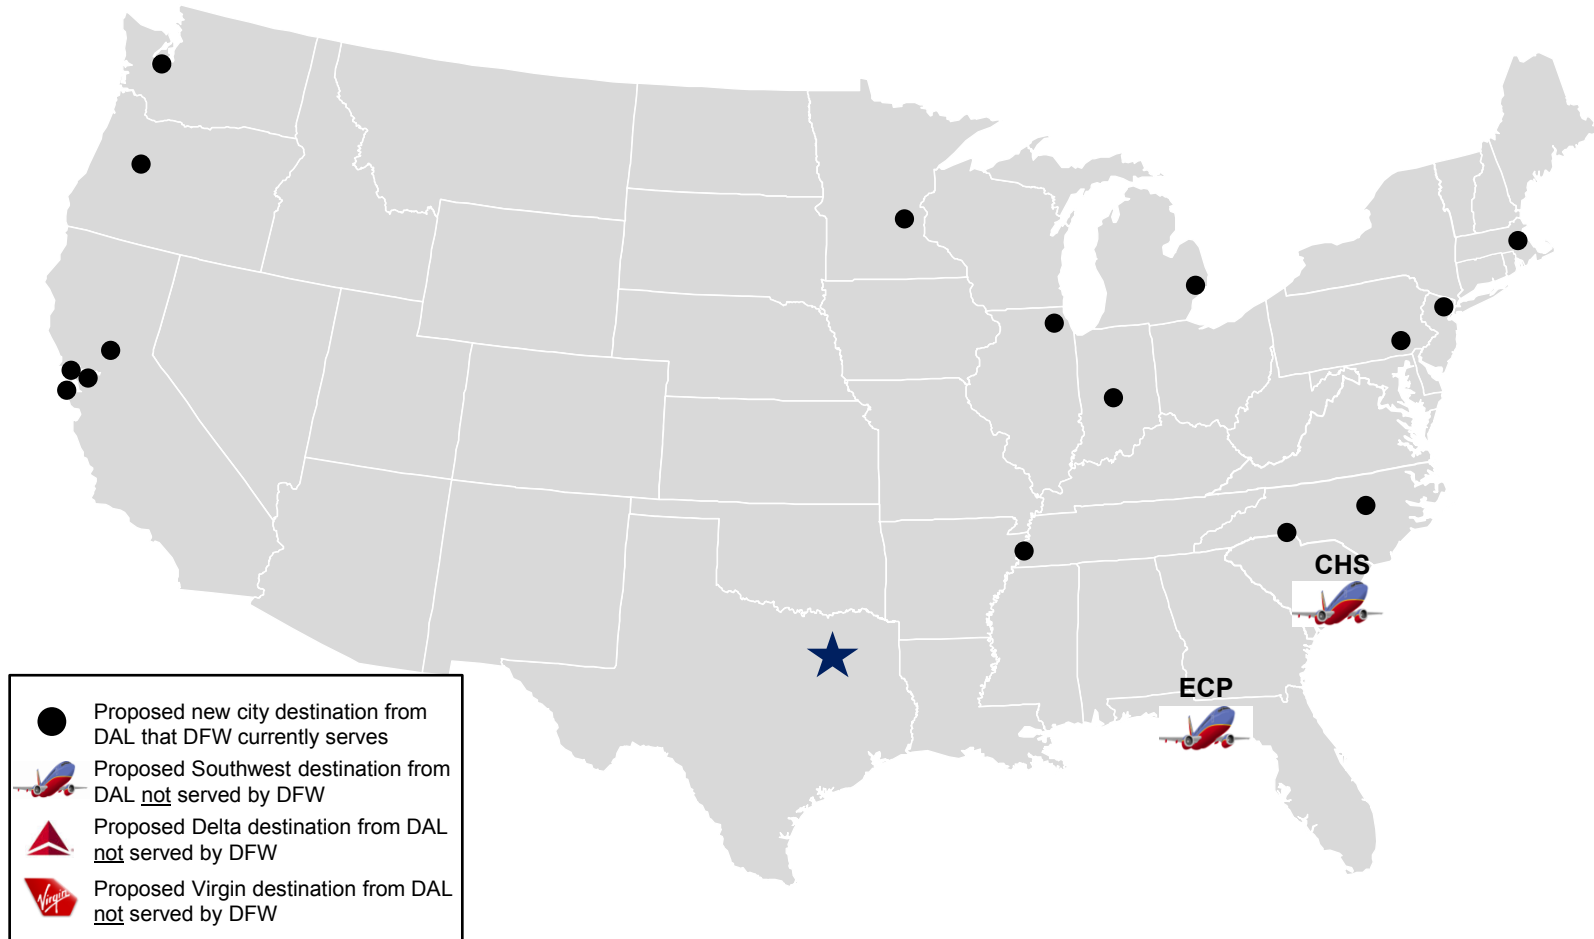 CHS
ECP
Proposed new city destination from
DAL that DFW currently serves
Proposed Southwest destination from
DAL not served by DFW
Proposed Delta destination from DAL
not served by DFW
Virgin
Proposed Virgin destination from DAL
not served by DFW